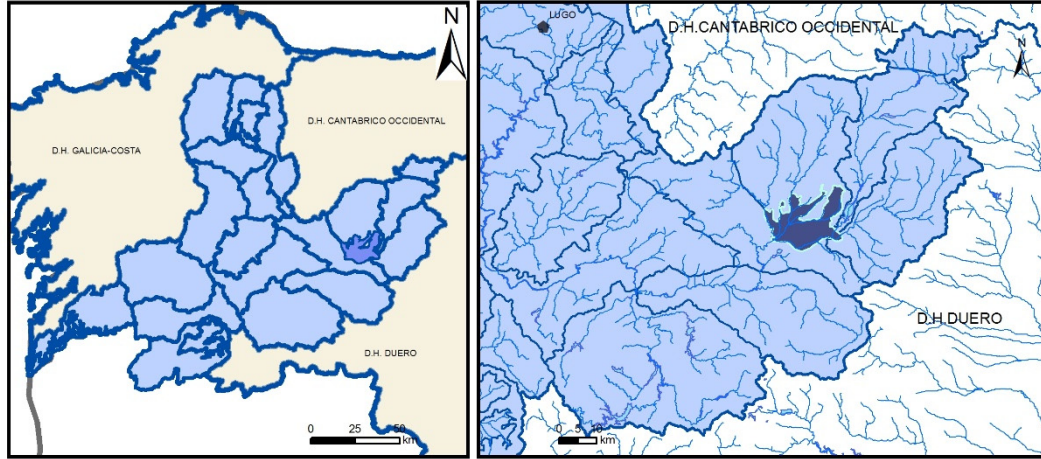 N
D.H. CANTABRICO OCCIDENTAL
D.H. GALICIA-COSTA
D.H. DUERO
0 25 50
km
LUGO
D.H.CANTABRICO OCCIDENTAL
N
D.H.DUERO
0 5 10
km